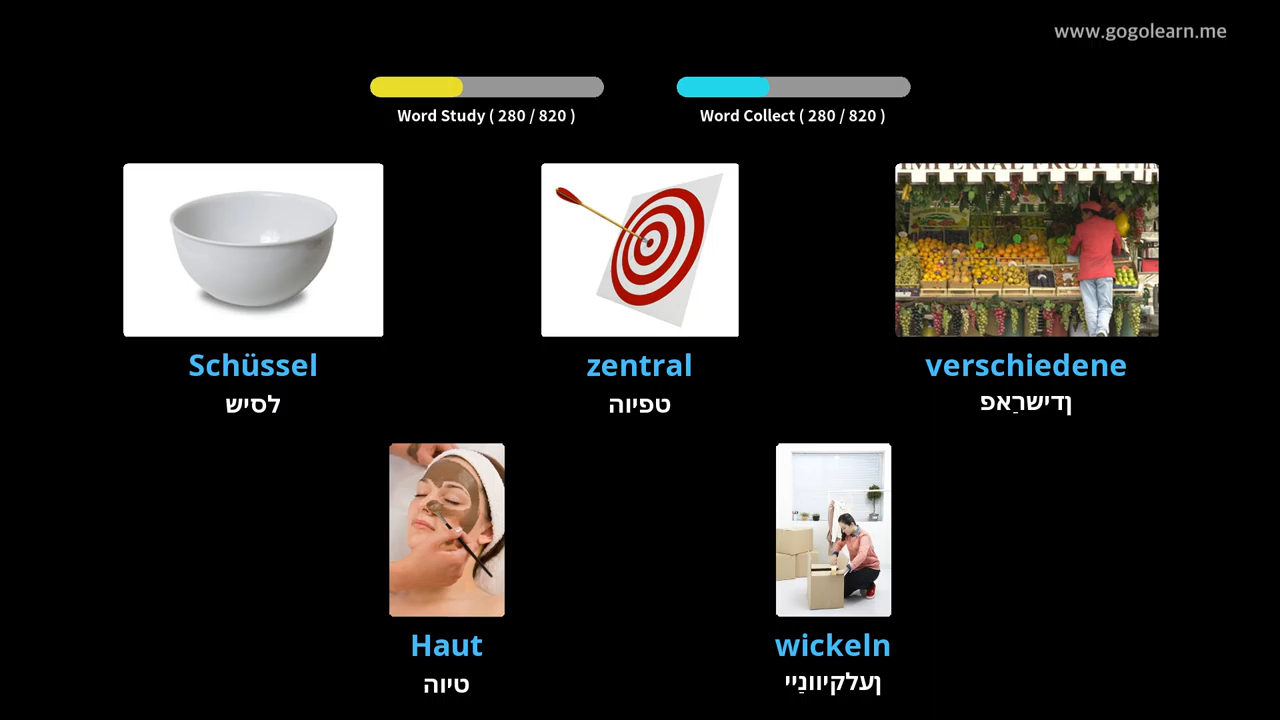 www.gogolearn.me
Word Study ( 280 / 820 )
Word Collect ( 280 / 820 )
Schüssel
zentral
verschiedene
לסיש
טפיוה
ןדישרַאפ
Haut
wickeln
טיוה
ןעלקיוונַיי